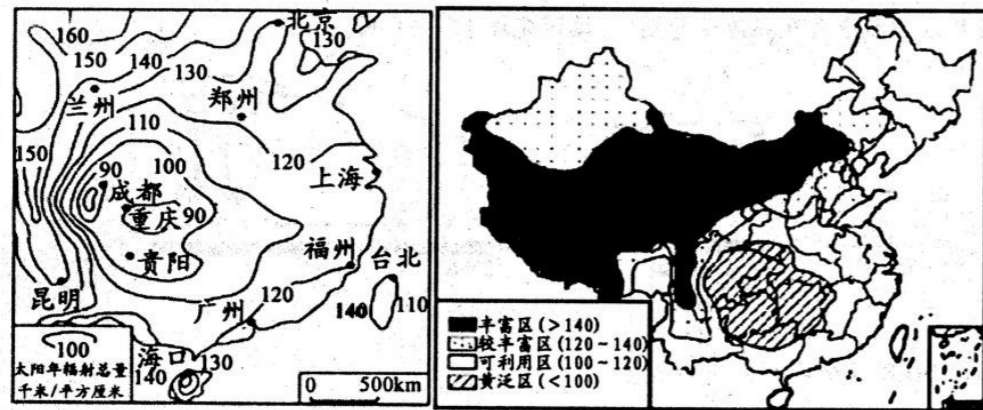 160
150
140
130
北京
130
兰州
郑州
110
150
100
120
90
成都
上海
重庆 90
贵阳
福州
台北
昆明
广州
120
140
110
100
海口
130
140
太阳年辐射总量
千米/平方厘米
0 500km
丰富区(>140)
较丰富区(120~140)
可利用区(100~120)
黄泛区(<100)